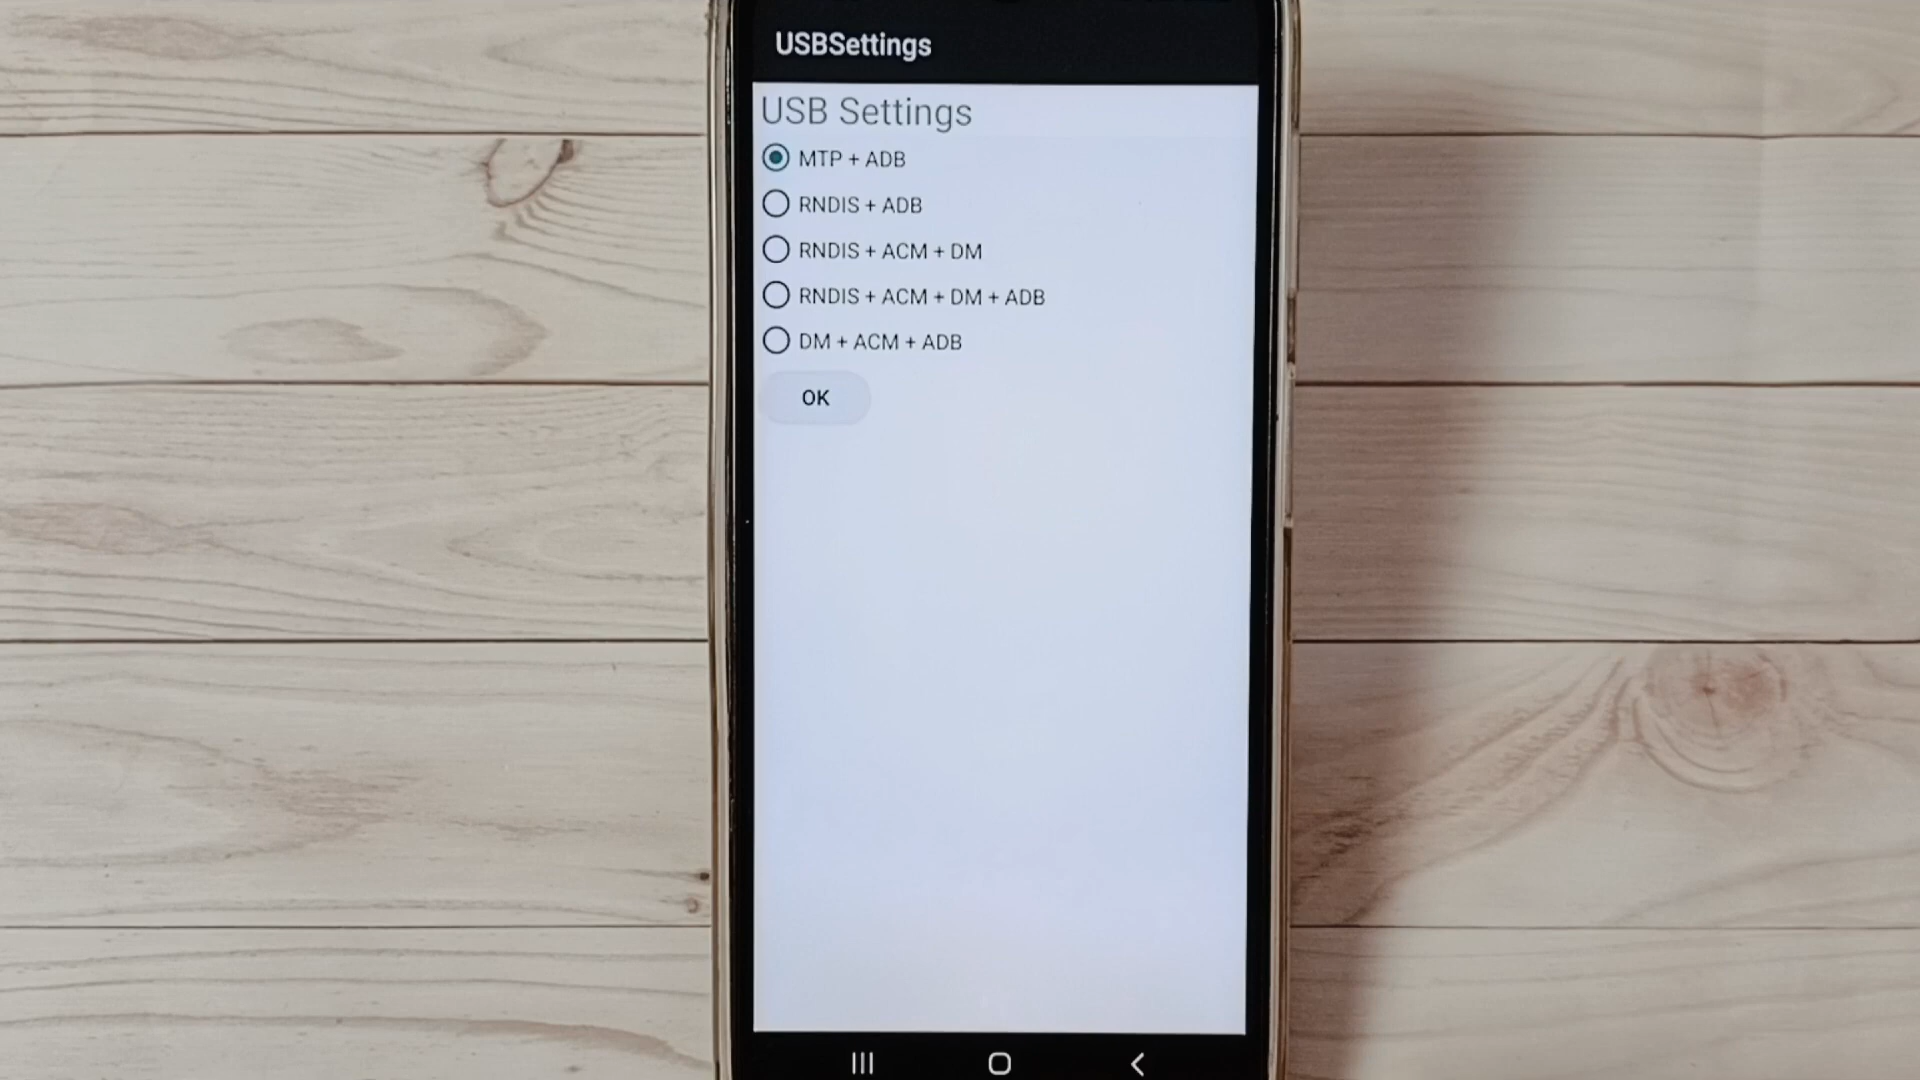 USBSettings
USB Settings
MTP + ADB
RNDIS + ADB
RNDIS + ACM + DM
RNDIS + ACM + DM + ADB
DM + ACM + ADB
OK